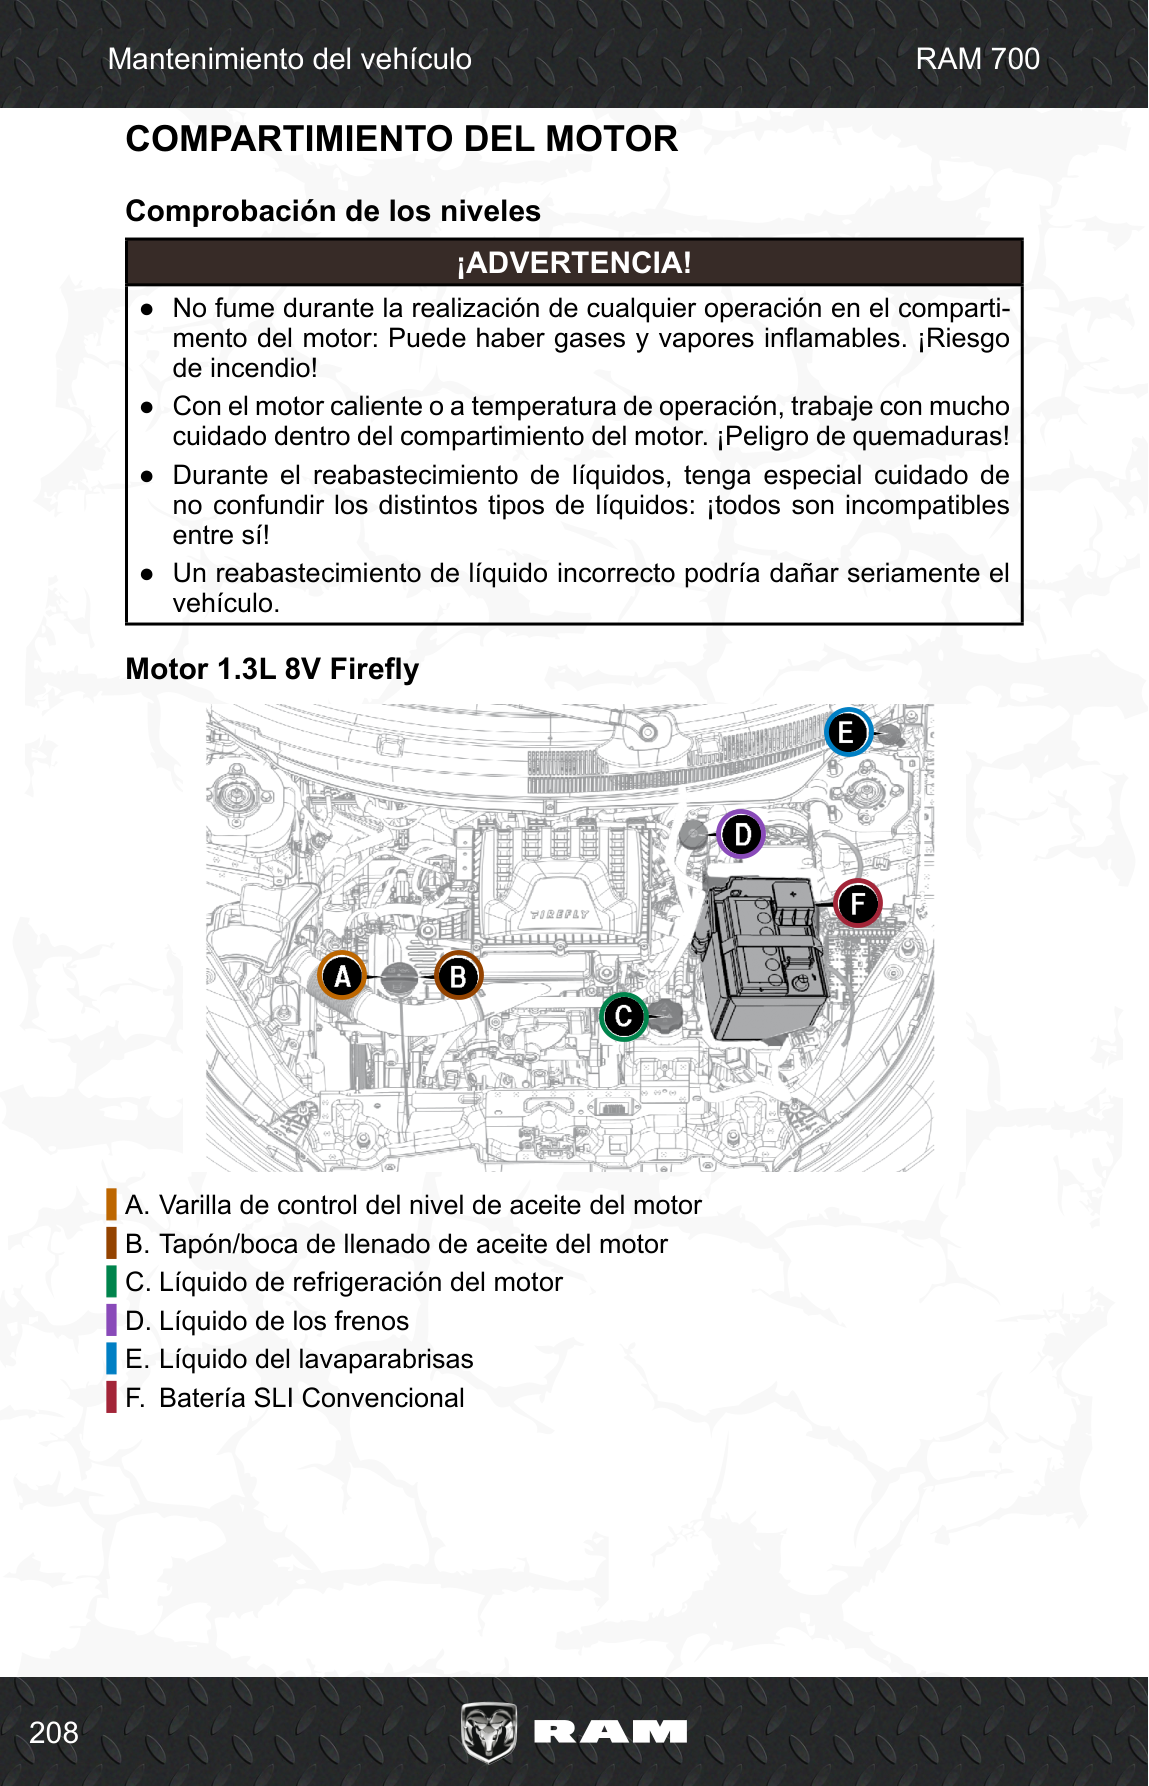 Mantenimiento del vehículo RAM 700
COMPARTIMIENTO DEL MOTOR
Comprobación de los niveles
¡ADVERTENCIA!
● No fume durante la realización de cualquier operación en el comparti-
mento del motor: Puede haber gases y vapores inflamables. ¡Riesgo
de incendio!
● Con el motor caliente o a temperatura de operación, trabaje con mucho
cuidado dentro del compartimiento del motor. ¡Peligro de quemaduras!
● Durante el reabastecimiento de líquidos, tenga especial cuidado de
no confundir los distintos tipos de líquidos: ¡todos son incompatibles
entre sí!
● Un reabastecimiento de líquido incorrecto podría dañar seriamente el
vehículo.
Motor 1.3L 8V Firefly
E
D
F
FIREFLY
A
B
C
A. Varilla de control del nivel de aceite del motor
B. Tapón/boca de llenado de aceite del motor
C. Líquido de refrigeración del motor
D. Líquido de los frenos
E. Líquido del lavaparabrisas
F. Batería SLI Convencional
208
RAM